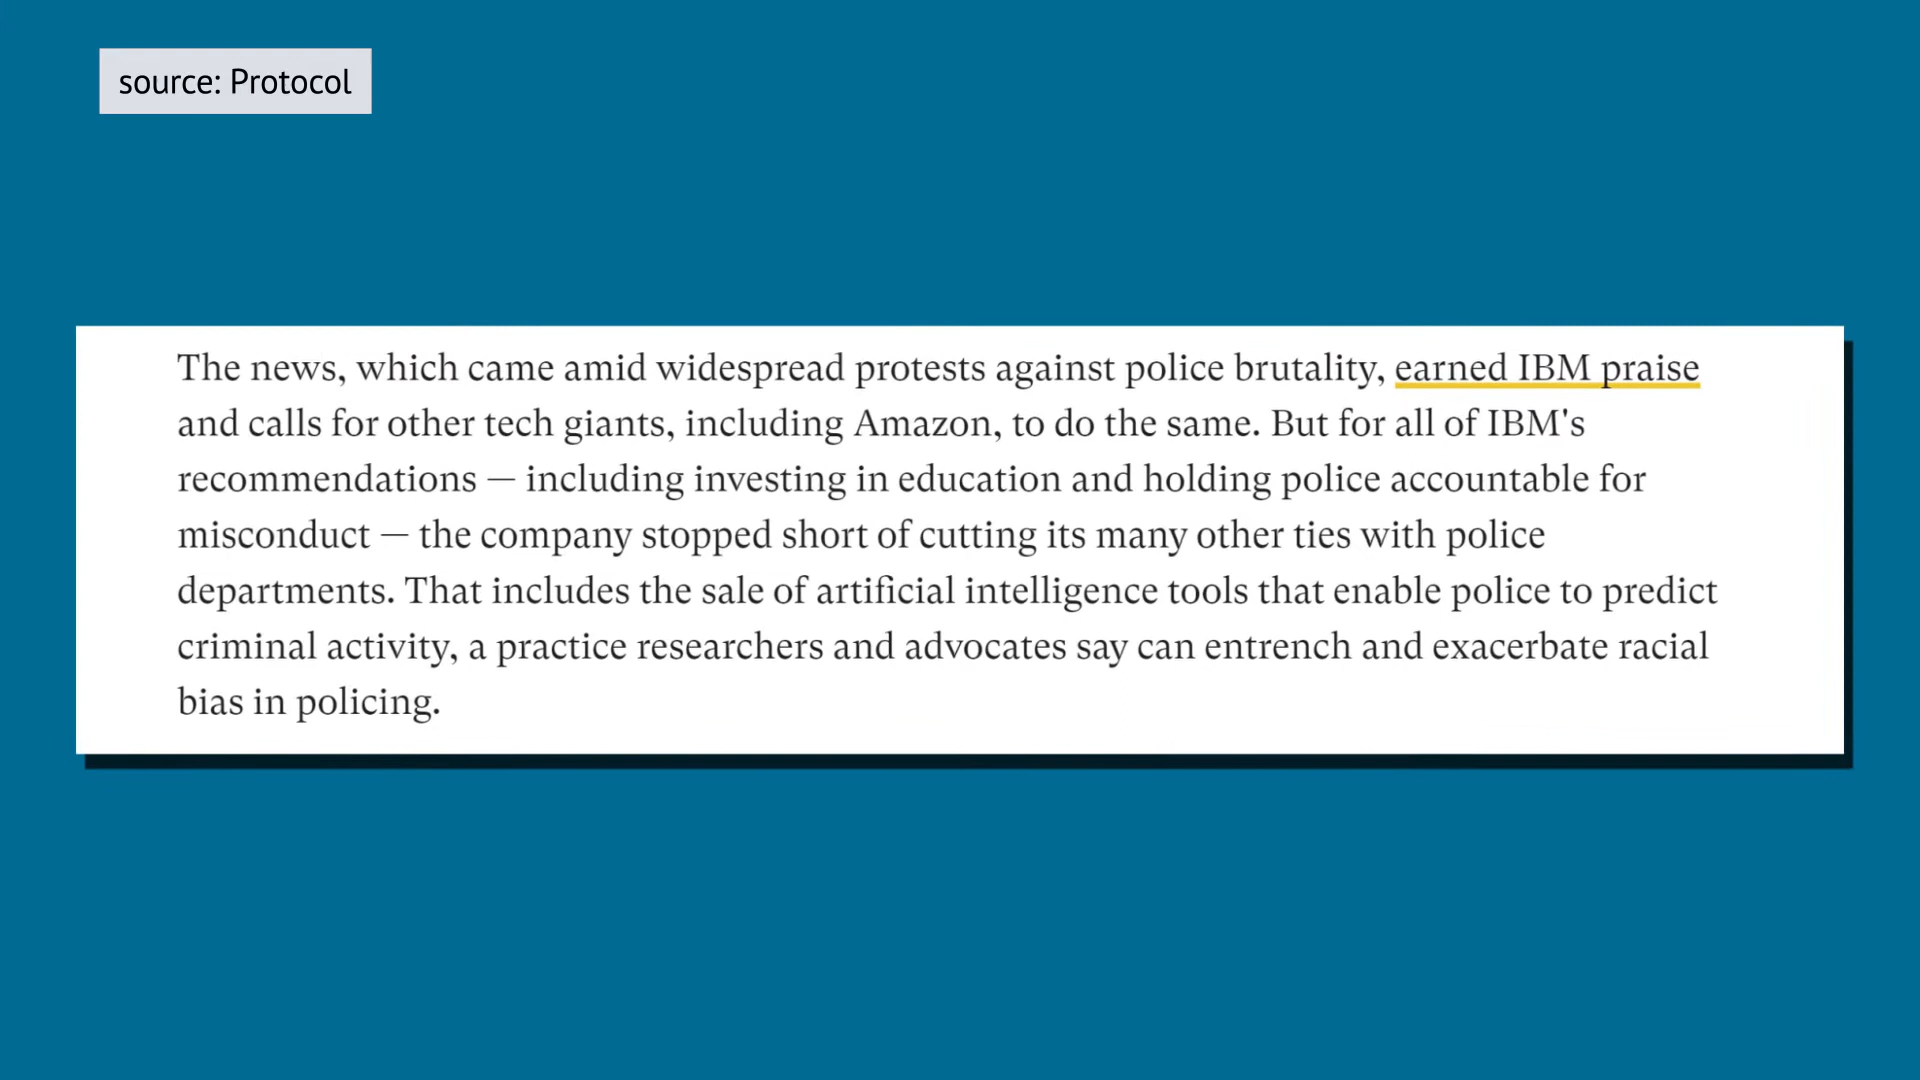 source: Protocol
The news, which came amid widespread protests against police brutality, earned IBM praise
and calls for other tech giants, including Amazon, to do the same. But for all of IBM's
recommendations — including investing in education and holding police accountable for
misconduct — the company stopped short of cutting its many other ties with police
departments. That includes the sale of artificial intelligence tools that enable police to predict
criminal activity, a practice researchers and advocates say can entrench and exacerbate racial
bias in policing.